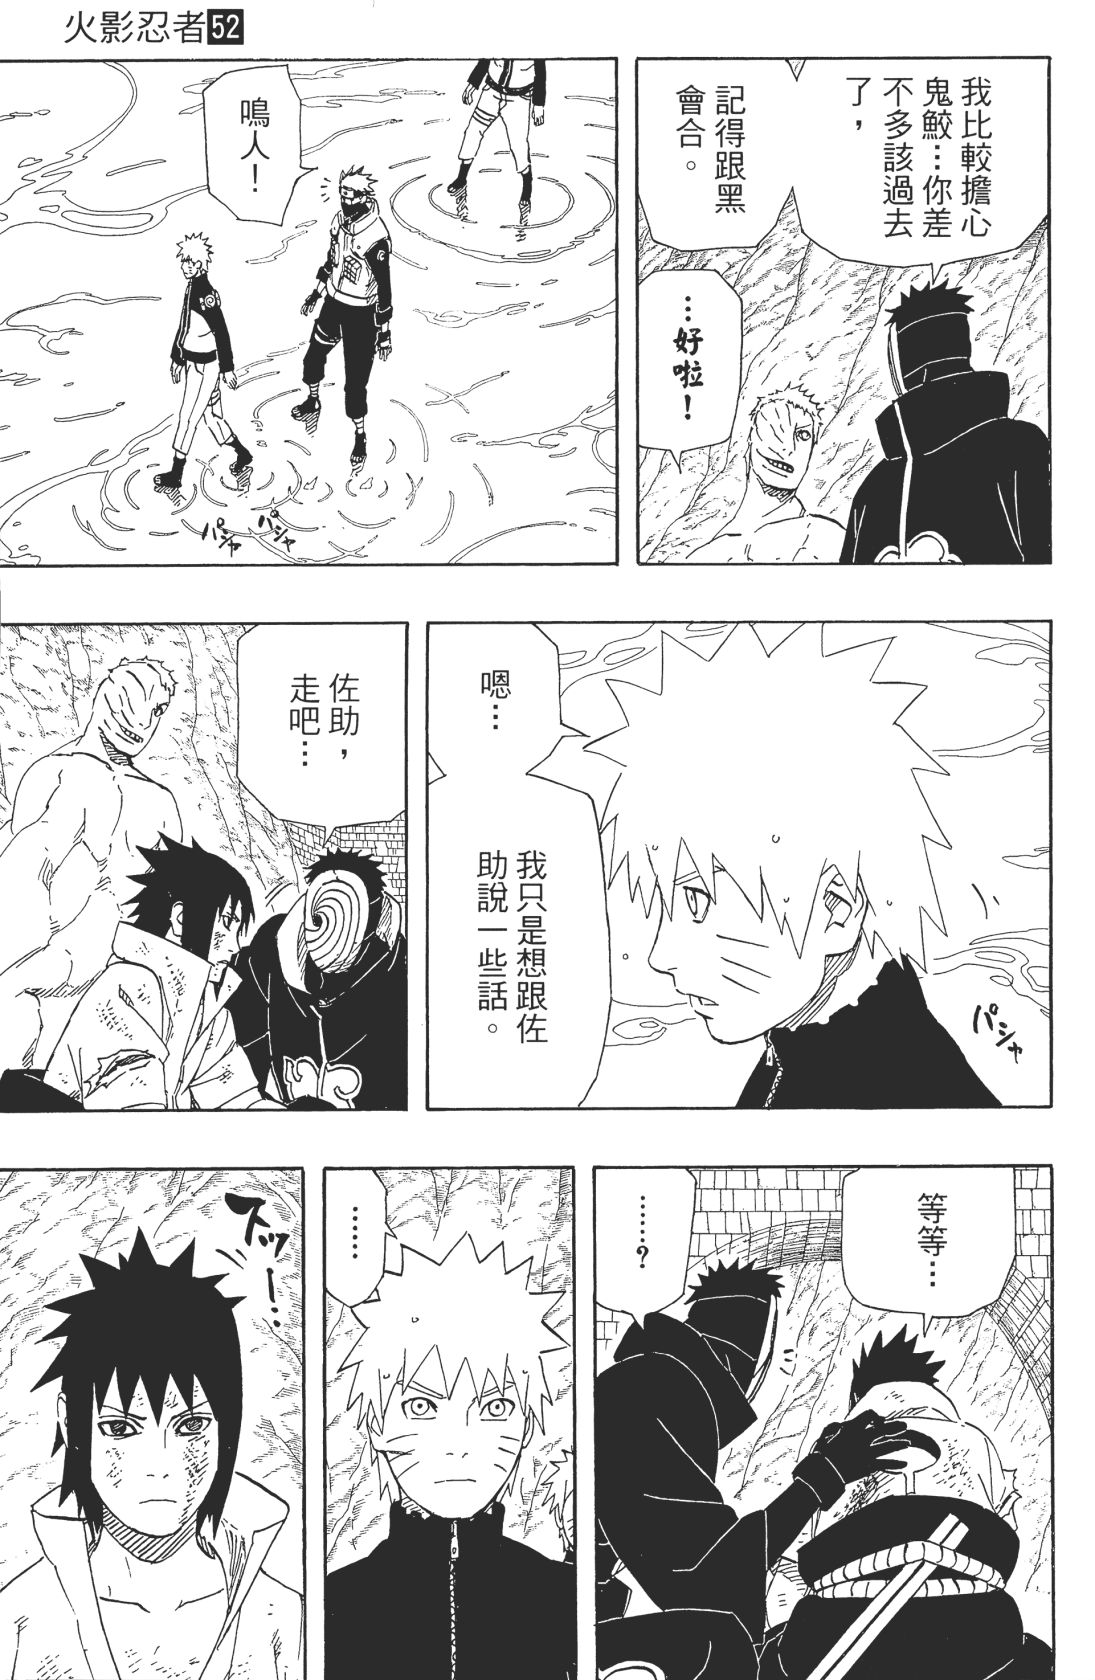 火影忍者52
我比較擔心
鬼鮫…你差
不多該過去
了，
記得跟黑
會合。
…好啦！
鳴人！
パシャ
パシャ
嗯…
我只是想跟佐
助說一些話。
パシャ
佐助，
走吧…
等等…
……？
……
スッ…